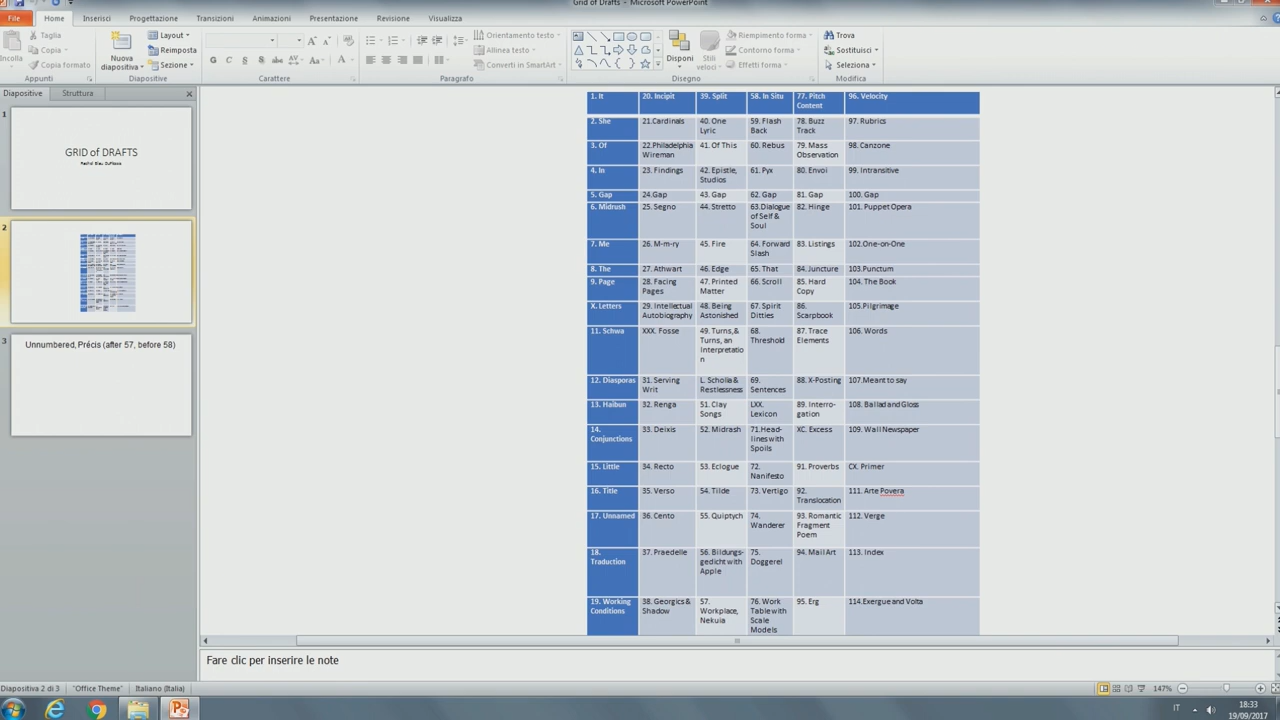 Grid of Drafts - Microsoft PowerPoint
File Home Inserisci Progettazione Transizioni Animazioni Presentazione Revisione Visualizza
Taglia
Copia
Copia formato
Appunti
Nuova
diapositiva
Layout
Reimposta
Sezione
Diapositive
Carattere
Paragrafo
Orientamento testo
Allinea testo
Converti in SmartArt
Disponi
Stili
veloci
Riempimento forma
Contorno forma
Effetti forma
Disegno
Trova
Sostituisci
Seleziona
Modifica
Diapositive Struttura
1
GRID of DRAFTS
2
3
Unnumbered, Précis (after 57, before 58)
1. It 20. Incipit 39. Split 58. In Situ 77. Pitch 96. Velocity
Content
2. She 21.Cardinals 40. One 59. Flash 78. Buzz 97. Rubrics
Lyric Back Track
3. Of 22.Philadelphia 41. Of This 60. Rebus 79. Mass 98. Canzone
Wireman Observation
4. In 23. Findings 42. Epistle, 61. Pyx 80. Envoi 99. Intransitive
Studios
5. Gap 24.Gap 43. Gap 62. Gap 81. Gap 100. Gap
6. Midrush 25. Segno 44. Stretto 63.Dialogue 82. Hinge 101. Puppet Opera
of Self &
Soul
7. Me 26. M-m-ry 45. Fire 64. Forward 83. Listings 102.One-on-One
Slash
8. The 27. Athwart 46. Edge 65. That 84. Juncture 103.Punctum
9. Page 28. Facing 47. Printed 66. Scroll 85. Hard 104. The Book
Pages Matter Copy
X. Letters 29. Intellectual 48. Being 67. Spirit 86. 105.Pilgrimage
Autobiography Astonished Ditties Scarpbook
11. Schwa XXX. Fosse 49. Turns,& 68. 87. Trace 106. Words
Turns, an Threshold Elements
Interpretatio
n
12. Diasporas 31. Serving L. Scholia & 69. 88. X-Posting 107.Meant to say
Writ Restlessness Sentences
13. Haibun 32. Renga 51. Clay LXX. 89. Interro- 108. Ballad and Gloss
Songs Lexicon gation
14. 33. Deixis 52. Midrash 71.Head- XC. Excess 109. Wall Newspaper
Conjunctions lines with
Spoils
15. Little 34. Recto 53. Eclogue 72. 91. Proverbs CX. Primer
Nanifesto
16. Title 35. Verso 54. Tilde 73. Vertigo 92. 111. Arte Povera
Translocation
17. Unnamed 36. Cento 55. Quiptych 74. 93. Romantic 112. Verge
Wanderer Fragment
Poem
18. 37. Praedelle 56. Bildungs- 75. 94. Mail Art 113. Index
Traduction gedicht with Doggerel
Apple
19. Working 38. Georgics & 57. 76. Work 95. Erg 114.Exergue and Volta
Conditions Shadow Workplace, Table with
Nekuia Scale
Models
Fare clic per inserire le note
Diapositiva 2 di 3 "Office Theme" Italiano (Italia) 147%
IT 18:33
19/09/2017